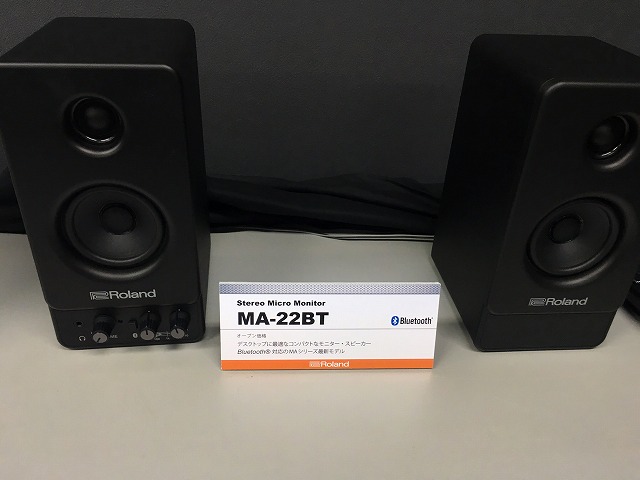 Roland
Roland
Stereo Micro Monitor
MA-22BT
Bluetooth
オープン価格
デスクトップに最適なコンパクトなモニター・スピーカー
Bluetooth® 対応のMAシリーズ最新モデル
Roland